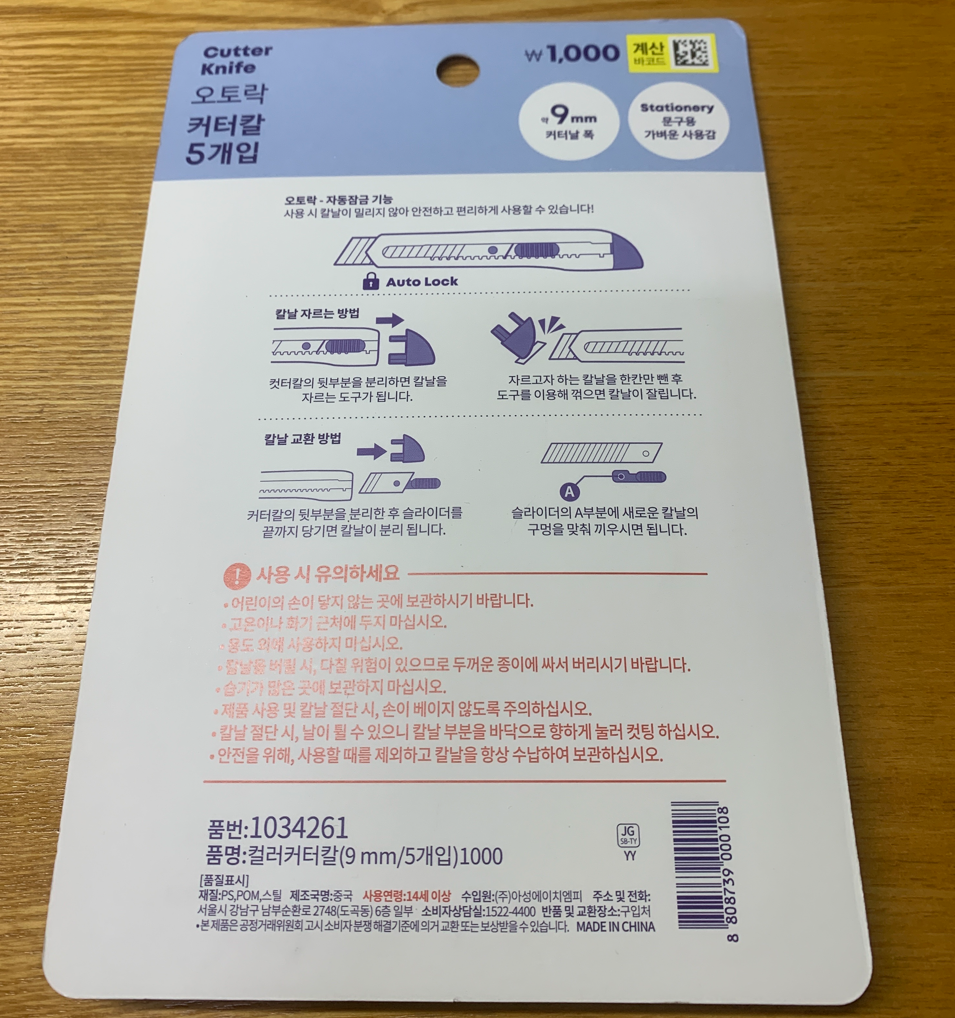 Cutter
Knife
오토락
커터칼
5개입
₩1,000
계산
바코드
약 9mm
커터날 폭
Stationery
문구용
가벼운 사용감
오토락 - 자동잠금 기능
사용 시 칼날이 밀리지 않아 안전하고 편리하게 사용할 수 있습니다!
Auto Lock
칼날 자르는 방법
컷터칼의 뒷부분을 분리하면 칼날을
자르는 도구가 됩니다.
자르고자 하는 칼날을 한칸만 뺀 후
도구를 이용해 꺾으면 칼날이 잘립니다.
칼날 교환 방법
커터칼의 뒷부분을 분리한 후 슬라이더를
끝까지 당기면 칼날이 분리 됩니다.
A
슬라이더의 A부분에 새로운 칼날의
구멍을 맞춰 끼우시면 됩니다.
! 사용 시 유의하세요
• 어린이의 손이 닿지 않는 곳에 보관하시기 바랍니다.
• 고온이나 화기 근처에 두지 마십시오.
• 용도 외에 사용하지 마십시오.
• 칼날을 버릴 시, 다칠 위험이 있으므로 두꺼운 종이에 싸서 버리시기 바랍니다.
• 습기가 많은 곳에 보관하지 마십시오.
• 제품 사용 및 칼날 절단 시, 손이 베이지 않도록 주의하십시오.
• 칼날 절단 시, 날이 튈 수 있으니 칼날 부분을 바닥으로 향하게 눌러 컷팅 하십시오.
• 안전을 위해, 사용할 때를 제외하고 칼날을 항상 수납하여 보관하십시오.
품번:1034261
품명:컬러커터칼(9 mm/5개입)1000
JG
SB-TY
YY
[품질표시]
재질:PS,POM,스틸 제조국명:중국 사용연령:14세 이상 수입원:(주)아성에이치엠피 주소 및 전화:
서울시 강남구 남부순환로 2748(도곡동) 6층 일부 소비자상담실:1522-4400 반품 및 교환장소:구입처
•본 제품은 공정거래위원회 고시 소비자 분쟁 해결기준에 의거 교환 또는 보상받을 수 있습니다. MADE IN CHINA
8 808739 000108